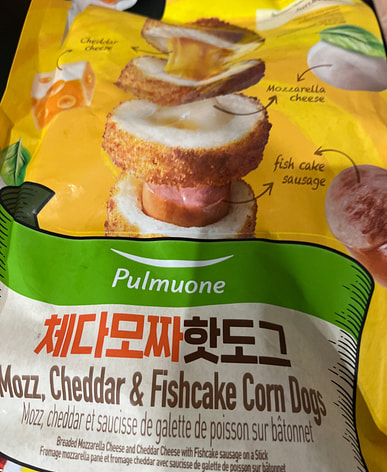 Cheddar
cheese
Mozzarella
cheese
fish cake
sausage
Pulmuone
체다모짜핫도그
Mozz, Cheddar & Fishcake Corn Dogs
Mozz, cheddar et saucisse de galette de poisson sur bâtonnet
Breaded Mozzarella Cheese and Cheddar Cheese with Fishcake sausage on a Stick
Fromage mozzarella pané et fromage cheddar avec saucisse de galette de poisson sur bâtonnet